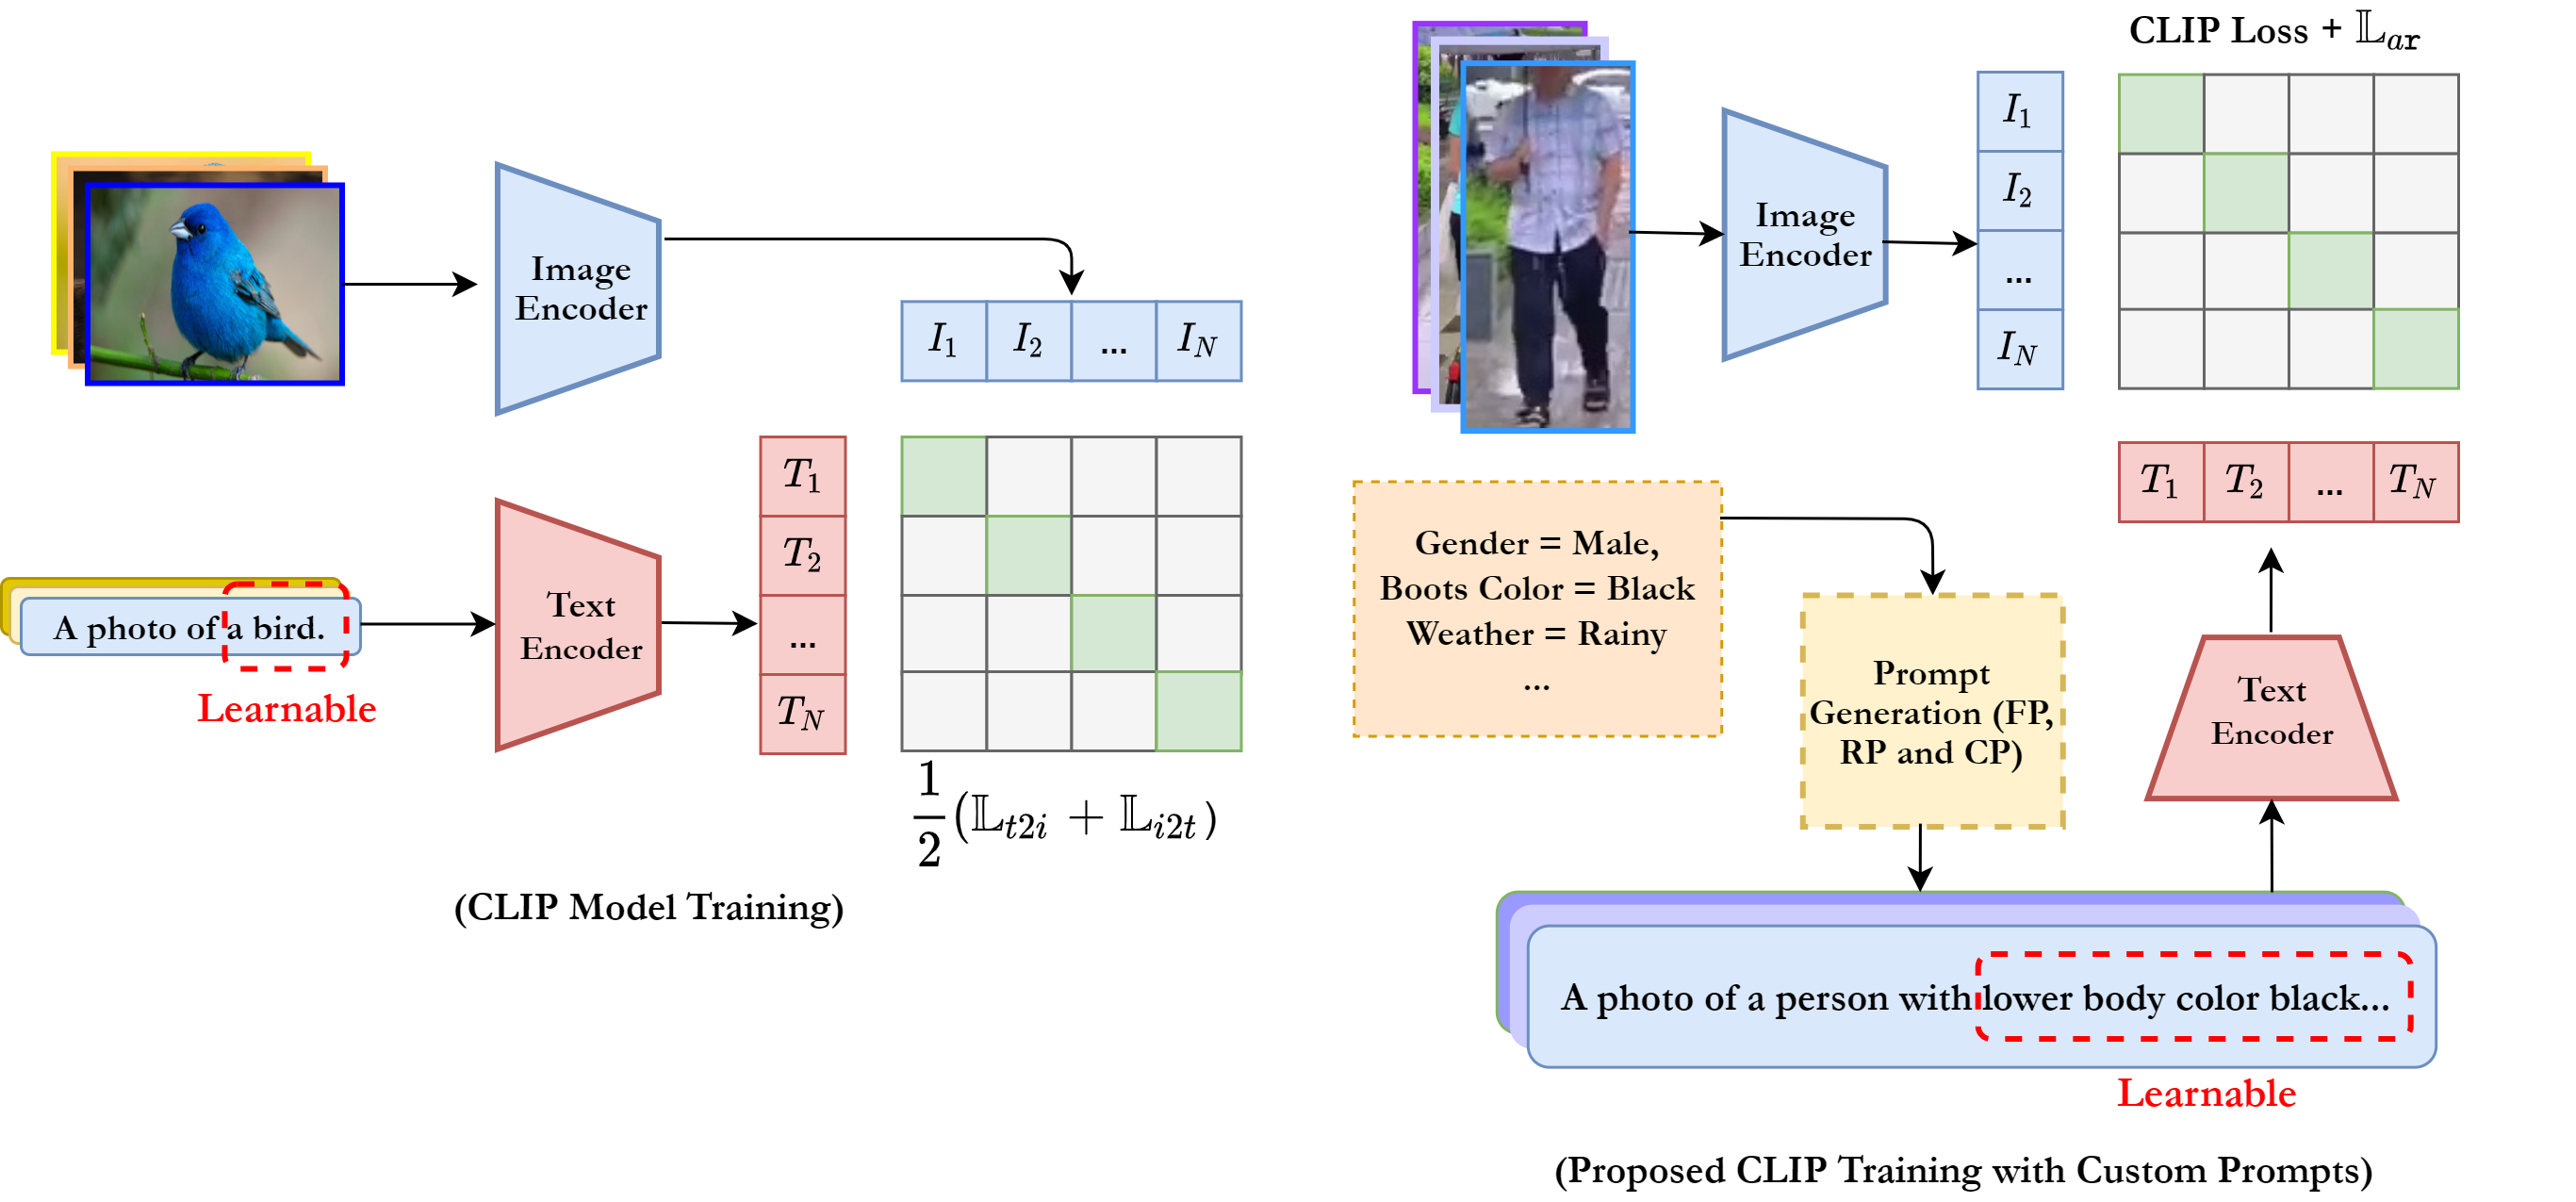 Image
Encoder
I1 I2 ... IN
T1
T2
...
TN
A photo of a bird.
Learnable
Text
Encoder
1/2 (𝕃t2i + 𝕃i2t)
(CLIP Model Training)
CLIP Loss + 𝕃ar
Image
Encoder
I1
I2
...
IN
T1 T2 ... TN
Gender = Male,
Boots Color = Black
Weather = Rainy
...
Prompt
Generation (FP,
RP and CP)
Text
Encoder
A photo of a person with lower body color black...
Learnable
(Proposed CLIP Training with Custom Prompts)